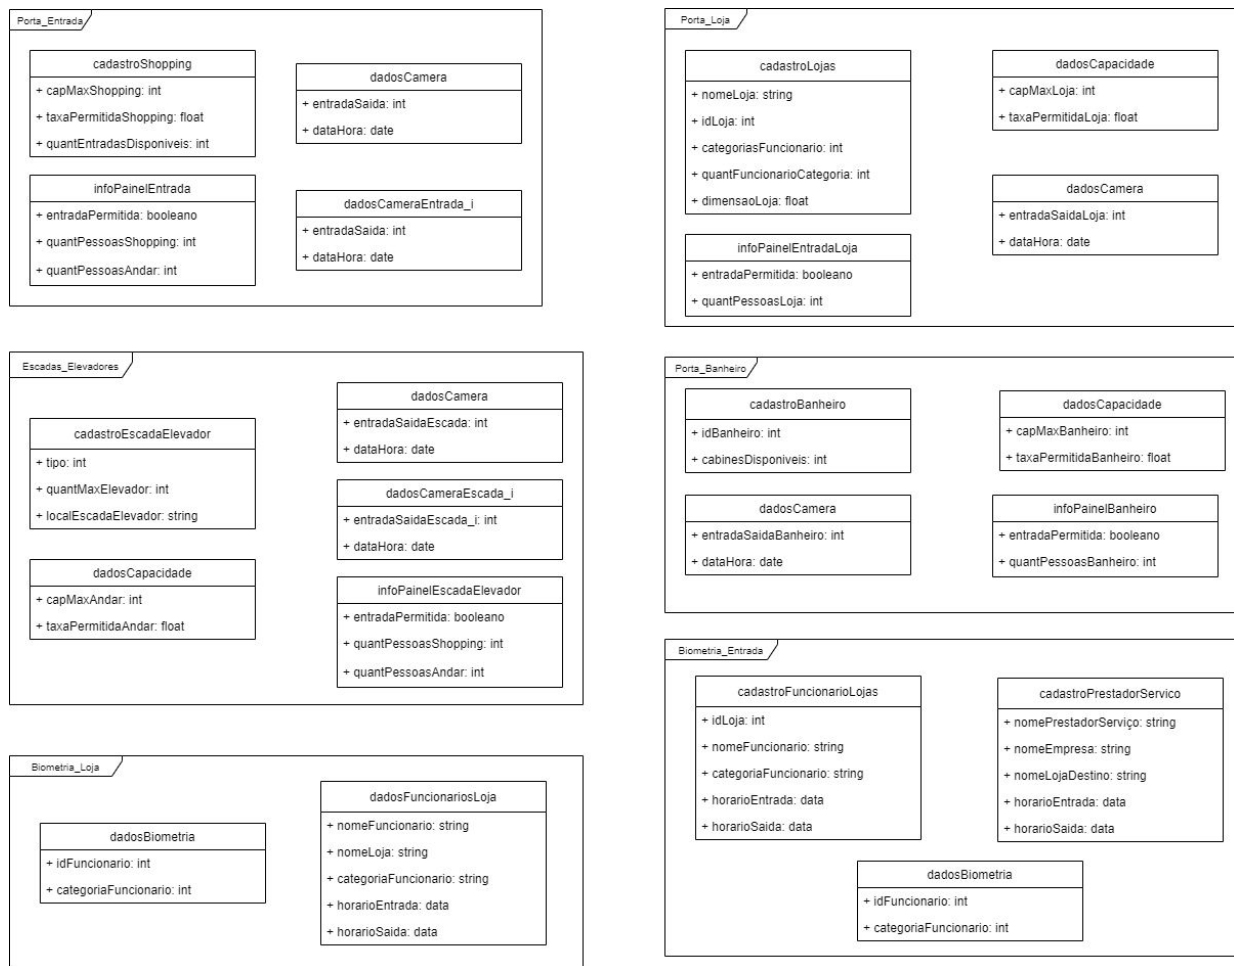 Porta_Entrada
cadastroShopping
+ capMaxShopping: int
+ taxaPermitidaShopping: float
+ quantEntradasDisponiveis: int
dadosCamera
+ entradaSaida: int
+ dataHora: date
infoPainelEntrada
+ entradaPermitida: booleano
+ quantPessoasShopping: int
+ quantPessoasAndar: int
dadosCameraEntrada_i
+ entradaSaida: int
+ dataHora: date
Porta_Loja
cadastroLojas
+ nomeLoja: string
+ idLoja: int
+ categoriasFuncionario: int
+ quantFuncionarioCategoria: int
+ dimensaoLoja: float
dadosCapacidade
+ capMaxLoja: int
+ taxaPermitidaLoja: float
infoPainelEntradaLoja
+ entradaPermitida: booleano
+ quantPessoasLoja: int
dadosCamera
+ entradaSaidaLoja: int
+ dataHora: date
Escadas_Elevadores
cadastroEscadaElevador
+ tipo: int
+ quantMaxElevador: int
+ localEscadaElevador: string
dadosCapacidade
+ capMaxAndar: int
+ taxaPermitidaAndar: float
dadosCamera
+ entradaSaidaEscada: int
+ dataHora: date
dadosCameraEscada_i
+ entradaSaidaEscada_i: int
+ dataHora: date
infoPainelEscadaElevador
+ entradaPermitida: booleano
+ quantPessoasShopping: int
+ quantPessoasAndar: int
Porta_Banheiro
cadastroBanheiro
+ idBanheiro: int
+ cabinesDisponiveis: int
dadosCapacidade
+ capMaxBanheiro: int
+ taxaPermitidaBanheiro: float
dadosCamera
+ entradaSaidaBanheiro: int
+ dataHora: date
infoPainelBanheiro
+ entradaPermitida: booleano
+ quantPessoasBanheiro: int
Biometria_Loja
dadosBiometria
+ idFuncionario: int
+ categoriaFuncionario: int
dadosFuncionariosLoja
+ nomeFuncionario: string
+ nomeLoja: string
+ categoriaFuncionario: string
+ horarioEntrada: data
+ horarioSaida: data
Biometria_Entrada
cadastroFuncionarioLojas
+ idLoja: int
+ nomeFuncionario: string
+ categoriaFuncionario: string
+ horarioEntrada: data
+ horarioSaida: data
cadastroPrestadorServico
+ nomePrestadorServiço: string
+ nomeEmpresa: string
+ nomeLojaDestino: string
+ horarioEntrada: data
+ horarioSaida: data
dadosBiometria
+ idFuncionario: int
+ categoriaFuncionario: int